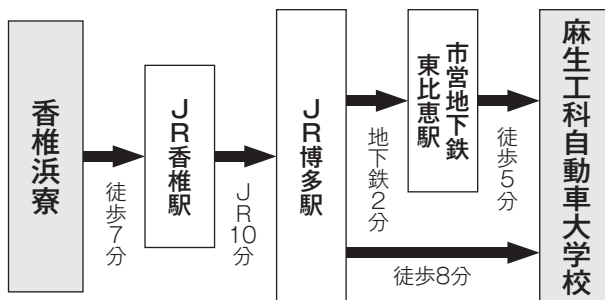 香椎浜寮
徒歩7分
JR香椎駅
JR10分
JR博多駅
地下鉄2分
市営地下鉄
東比恵駅
徒歩5分
徒歩8分
麻生工科自動車大学校